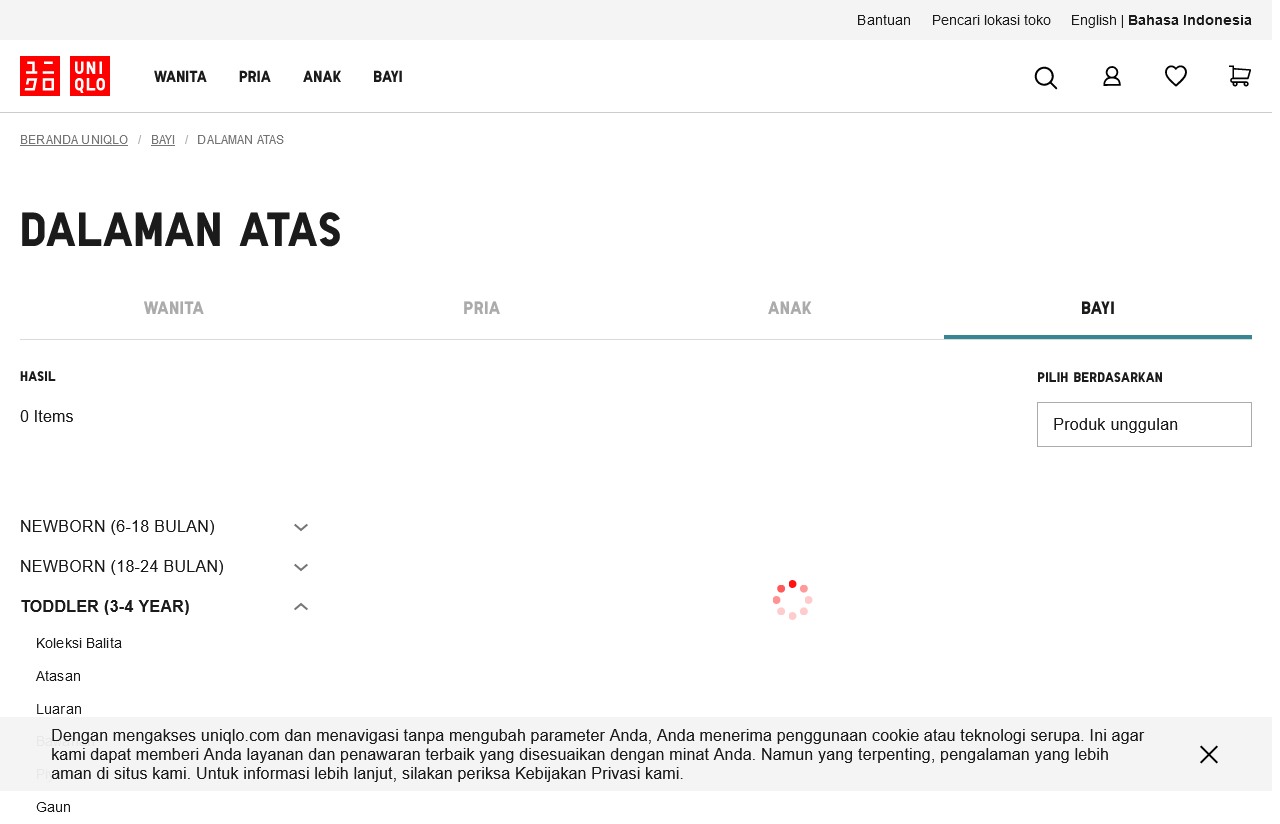 Bantuan Pencari lokasi toko English | Bahasa Indonesia
ユニクロ UNIQLO WANITA PRIA ANAK BAYI
BERANDA UNIQLO / BAYI / DALAMAN ATAS
DALAMAN ATAS
WANITA PRIA ANAK BAYI
HASIL
PILIH BERDASARKAN
0 Items
Produk unggulan
NEWBORN (6-18 BULAN)
NEWBORN (18-24 BULAN)
TODDLER (3-4 YEAR)
Koleksi Balita
Atasan
Luaran
Dengan mengakses uniqlo.com dan menavigasi tanpa mengubah parameter Anda, Anda menerima penggunaan cookie atau teknologi serupa. Ini agar
kami dapat memberi Anda layanan dan penawaran terbaik yang disesuaikan dengan minat Anda. Namun yang terpenting, pengalaman yang lebih
aman di situs kami. Untuk informasi lebih lanjut, silakan periksa Kebijakan Privasi kami.
Gaun